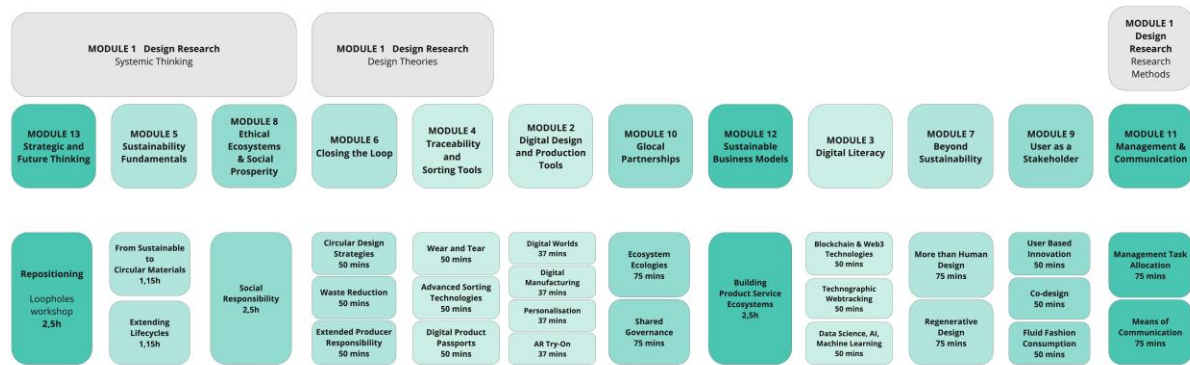 MODULE 1 Design Research
Systemic Thinking
MODULE 1 Design Research
Design Theories
MODULE 1
Design
Research
Research
Methods
MODULE 13
Strategic and
Future Thinking
MODULE 5
Sustainability
Fundamentals
MODULE 8
Ethical
Ecosystems
& Social
Prosperity
MODULE 6
Closing the Loop
MODULE 4
Traceability
and
Sorting Tools
MODULE 2
Digital Design
and Production
Tools
MODULE 10
Glocal
Partnerships
MODULE 12
Sustainable
Business Models
MODULE 3
Digital Literacy
MODULE 7
Beyond
Sustainability
MODULE 9
User as a
Stakeholder
MODULE 11
Management &
Communication
Repositioning
Loopholes
workshop
2,5h
From Sustainable
to
Circular Materials
1,15h
Extending
Lifecycles
1,15h
Social
Responsibility
2,5h
Circular Design
Strategies
50 mins
Waste Reduction
50 mins
Extended Producer
Responsibility
50 mins
Wear and Tear
50 mins
Advanced Sorting
Technologies
50 mins
Digital Product
Passports
50 mins
Digital Worlds
37 mins
Digital
Manufacturing
37 mins
Personalisation
37 mins
AR Try-On
37 mins
Ecosystem
Ecologies
75 mins
Shared
Governance
75 mins
Building
Product Service
Ecosystems
2,5h
Blockchain & Web3
Technologies
50 mins
Technographic
Webtracking
50 mins
Data Science, AI,
Machine Learning
50 mins
More than Human
Design
75 mins
Regenerative
Design
75 mins
User Based
Innovation
50 mins
Co-design
50 mins
Fluid Fashion
Consumption
50 mins
Management Task
Allocation
75 mins
Means of
Communication
75 mins